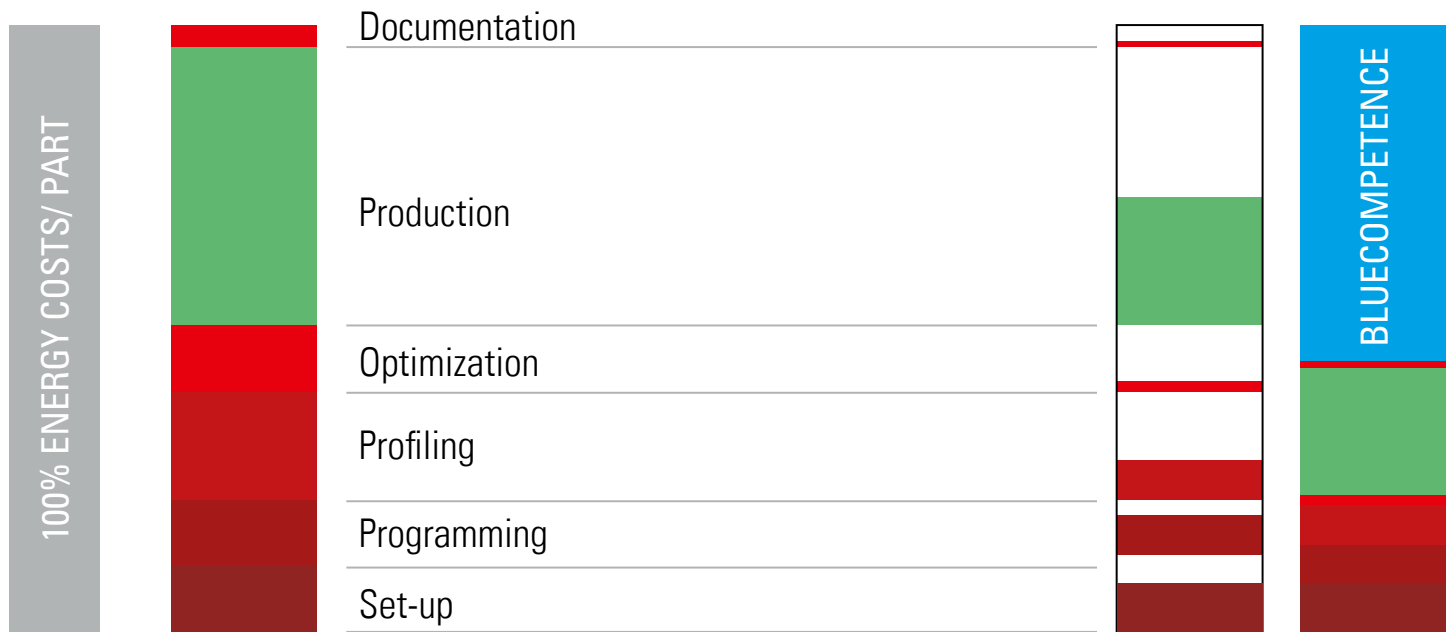 100% ENERGY COSTS/ PART
Documentation
Production
Optimization
Profiling
Programming
Set-up
BLUECOMPETENCE